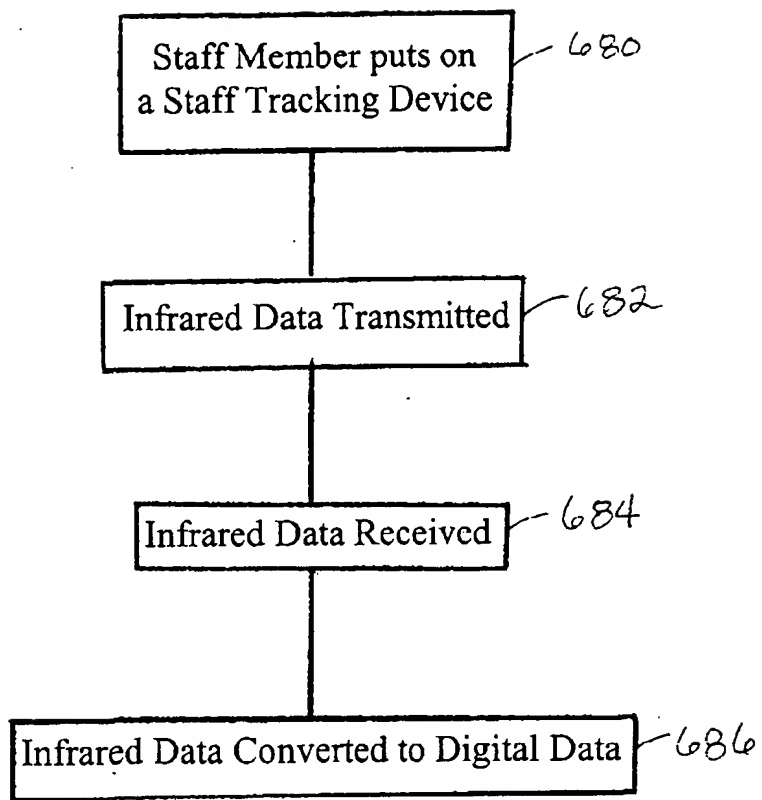 Staff Member puts on
a Staff Tracking Device
680
Infrared Data Transmitted
682
Infrared Data Received
684
Infrared Data Converted to Digital Data
686